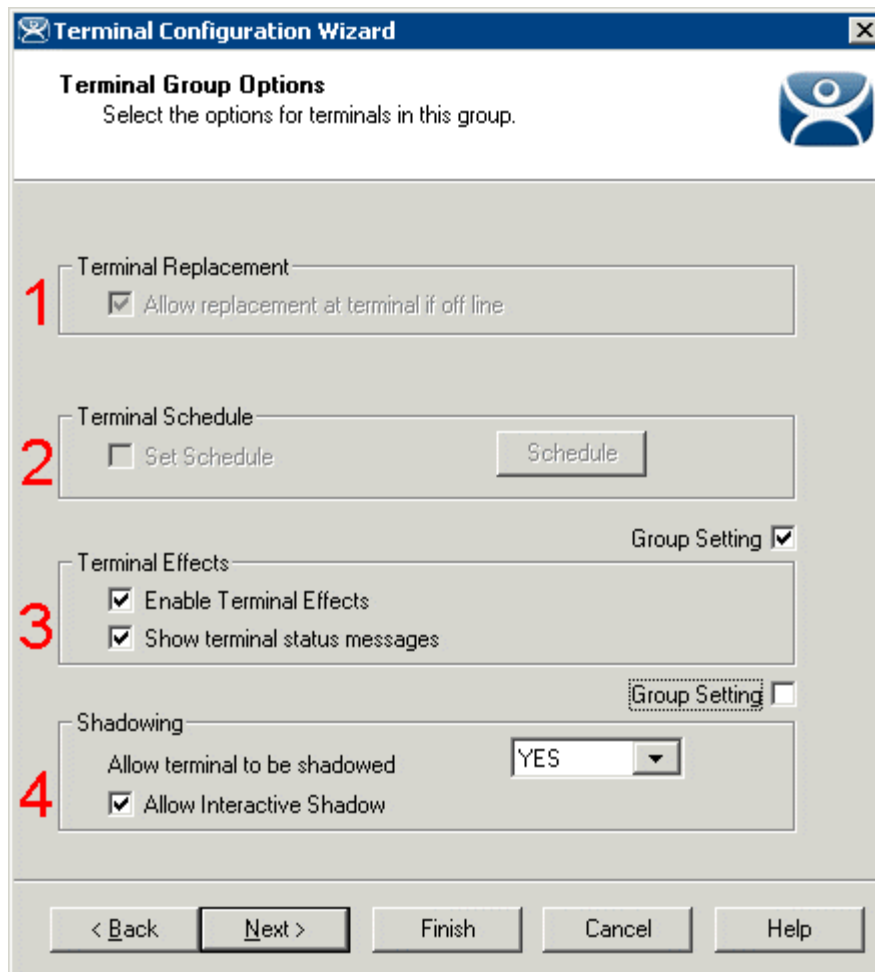 Terminal Configuration Wizard
Terminal Group Options
Select the options for terminals in this group.
1
Terminal Replacement
Allow replacement at terminal if off line
2
Terminal Schedule
Set Schedule
Schedule
Group Setting
3
Terminal Effects
Enable Terminal Effects
Show terminal status messages
Group Setting
4
Shadowing
Allow terminal to be shadowed YES
Allow Interactive Shadow
< Back Next > Finish Cancel Help